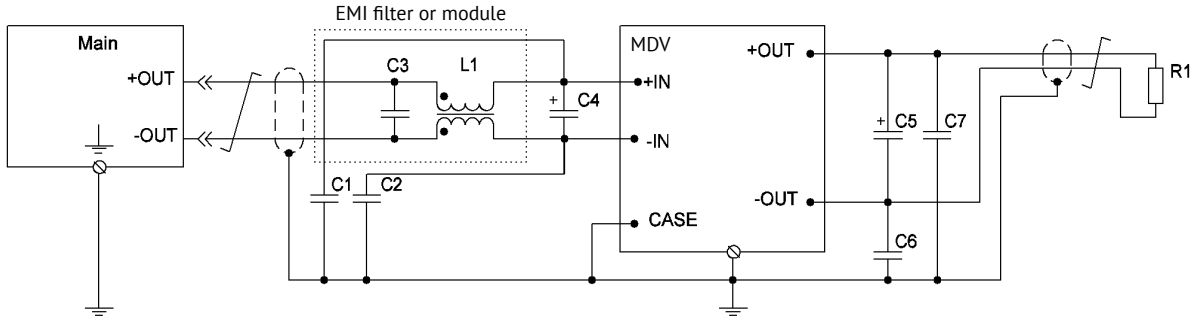 EMI filter or module
Main
MDV
+OUT
-OUT
C3
L1
+
C4
C1
C2
+IN
-IN
CASE
+OUT
-OUT
+
C5
C7
C6
R1